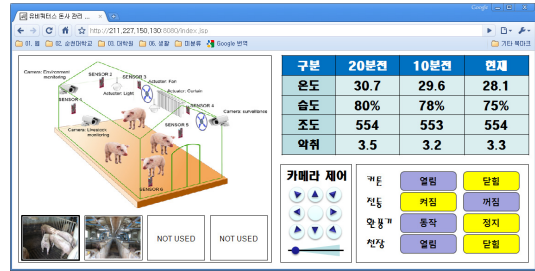 Google
유비쿼터스 돈사 관리 ...
http://211.227.150.130:8080/index.jsp
01. 웹 02. 순천대학교 03. 대학원 06. 생활 미분류 Google 번역 기타 북마크
Camera: Environment monitoring
SENSOR 2
SENSOR 3
Actuator: Fan
Actuator: Light
Actuator: Curtain
SENSOR 1
SENSOR 4
Camera: surveillance
Camera: Livestock monitoring
SENSOR 5
SENSOR 6
NOT USED NOT USED
구분 20분전 10분전 현재
온도 30.7 29.6 28.1
습도 80% 78% 75%
조도 554 553 554
악취 3.5 3.2 3.3
카메라 제어
커튼 열림 닫힘
전등 켜짐 꺼짐
환풍기 동작 정지
천장 열림 닫힘